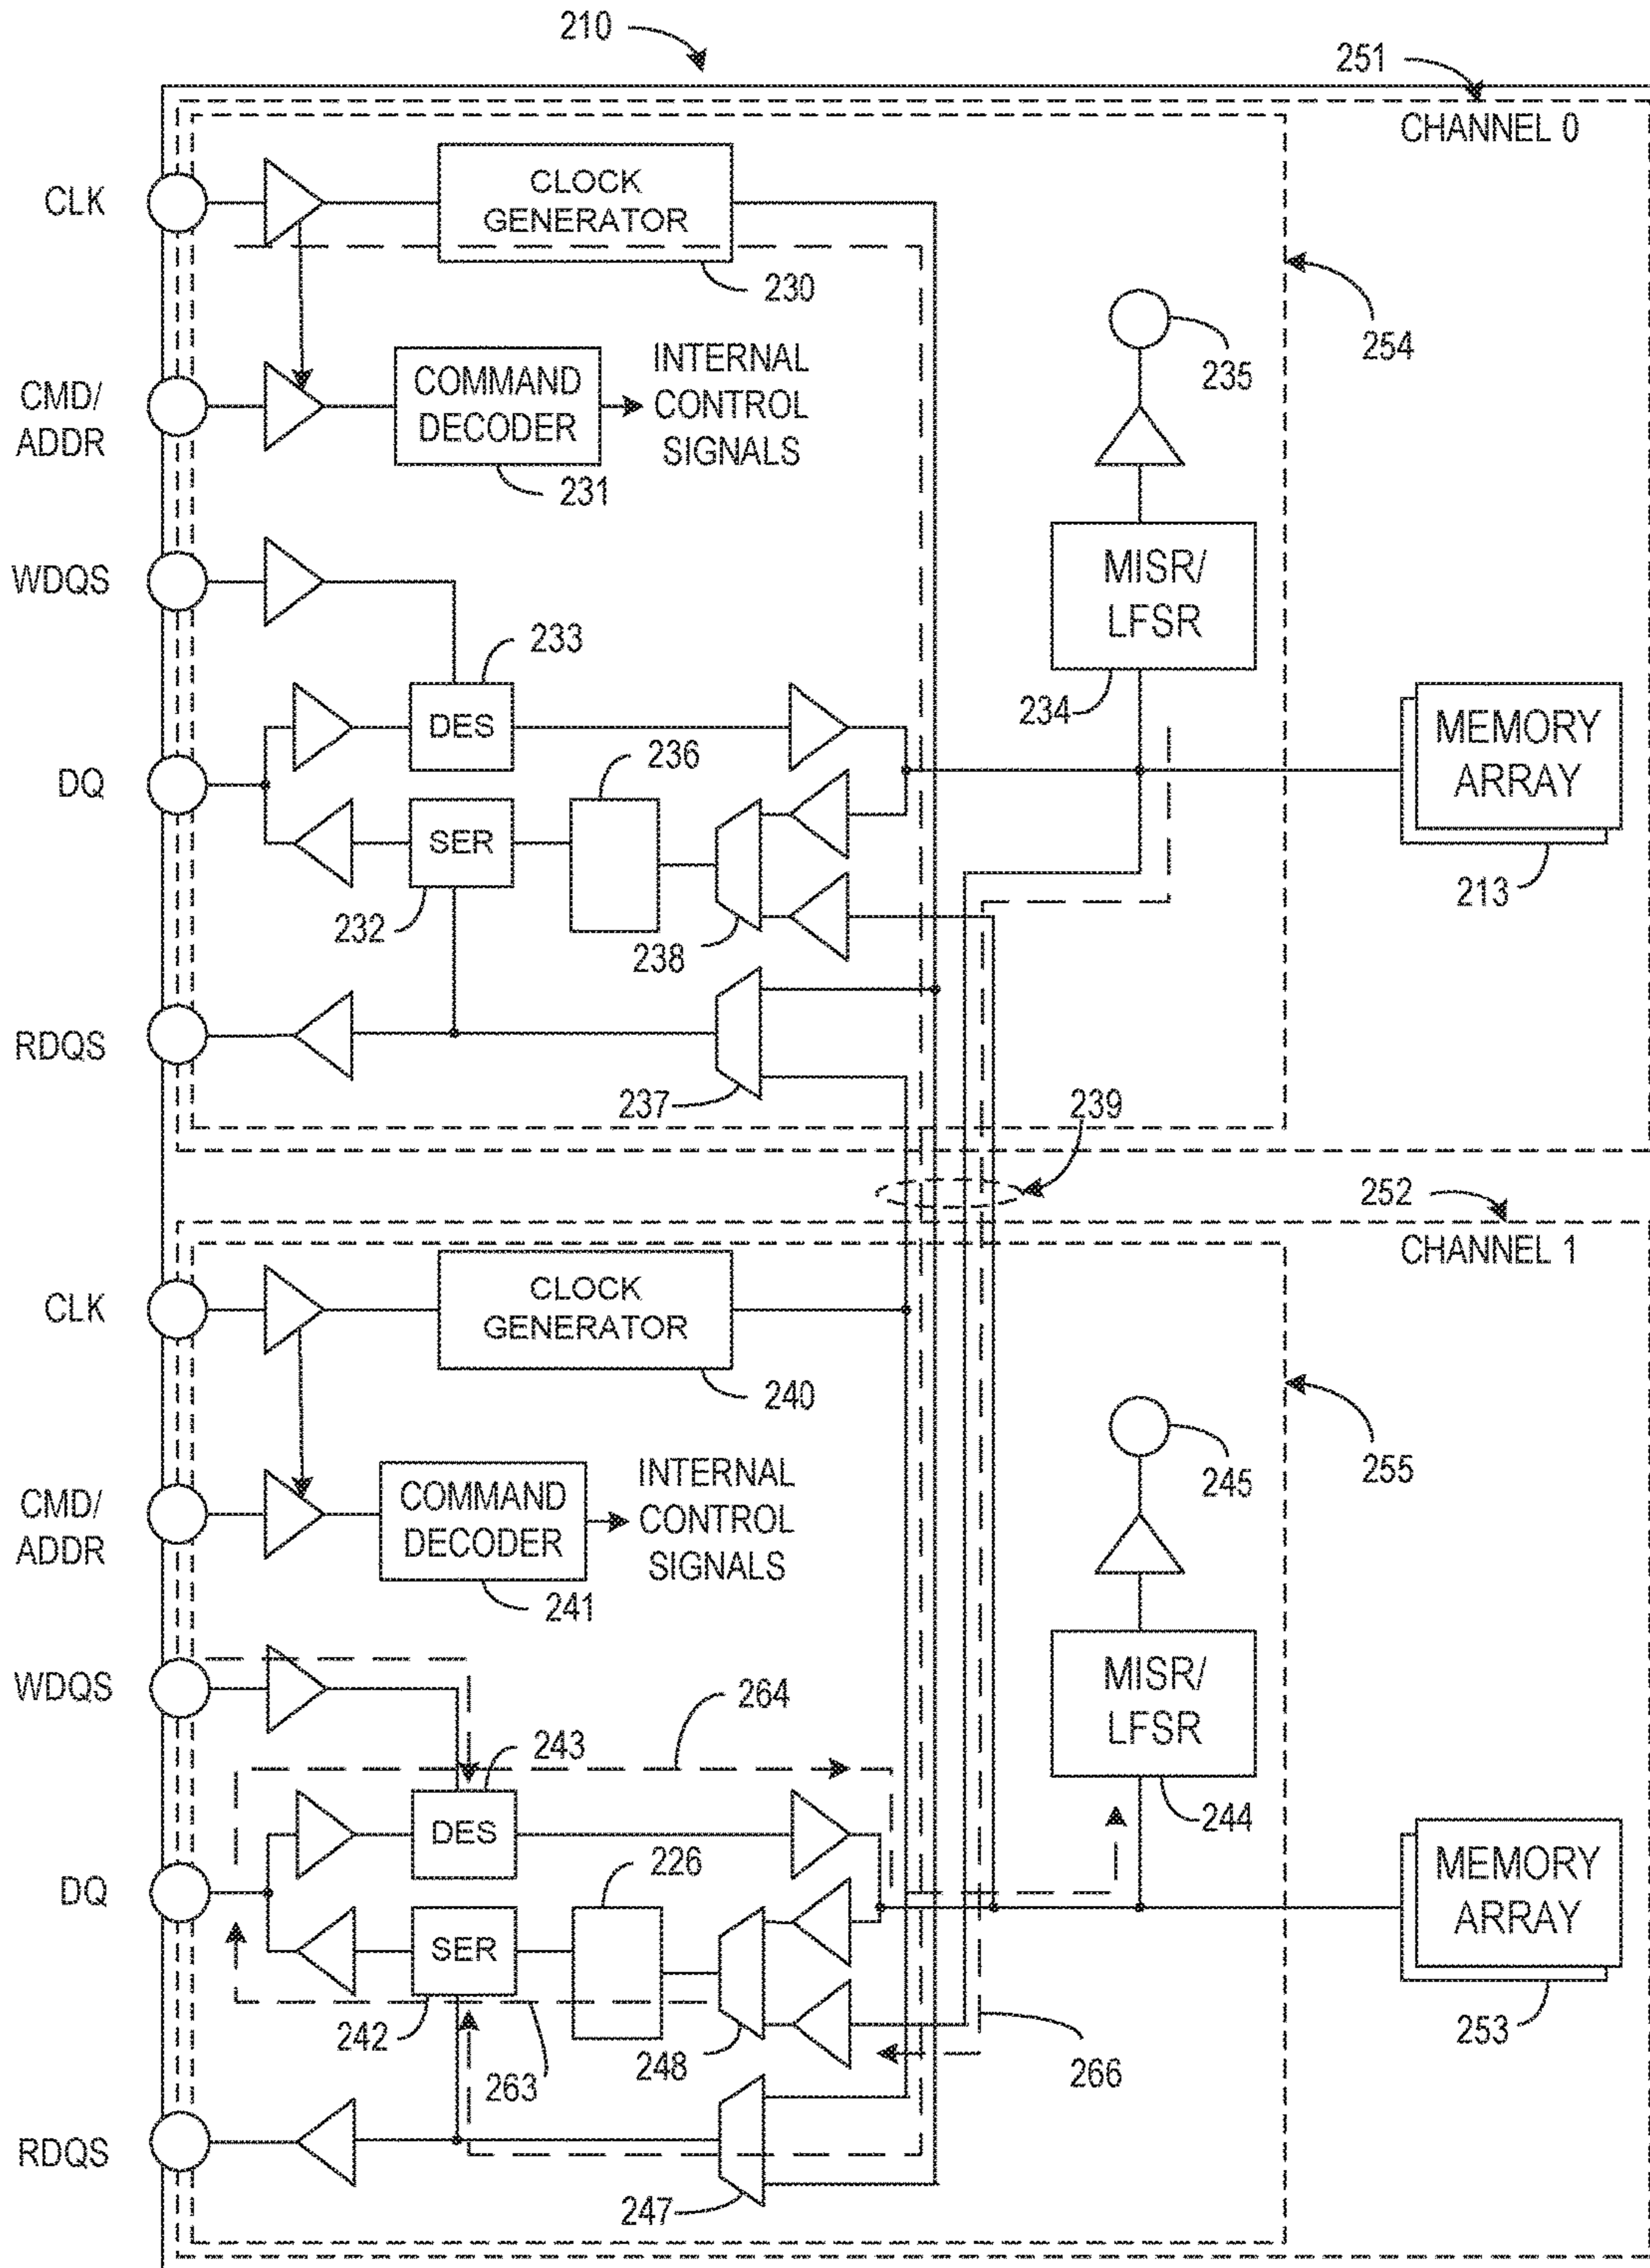 210
251
CHANNEL 0
CLK
CLOCK
GENERATOR
230
254
235
CMD/
ADDR
COMMAND
DECODER
INTERNAL
CONTROL
SIGNALS
231
WDQS
MISR/
LFSR
233
234
DES
MEMORY
ARRAY
236
DQ
SER
232
238
213
RDQS
237
239
252
CHANNEL 1
CLK
CLOCK
GENERATOR
240
255
245
CMD/
ADDR
COMMAND
DECODER
INTERNAL
CONTROL
SIGNALS
241
WDQS
MISR/
LFSR
264
243
244
DES
226
MEMORY
ARRAY
DQ
SER
242
263
248
266
253
RDQS
247